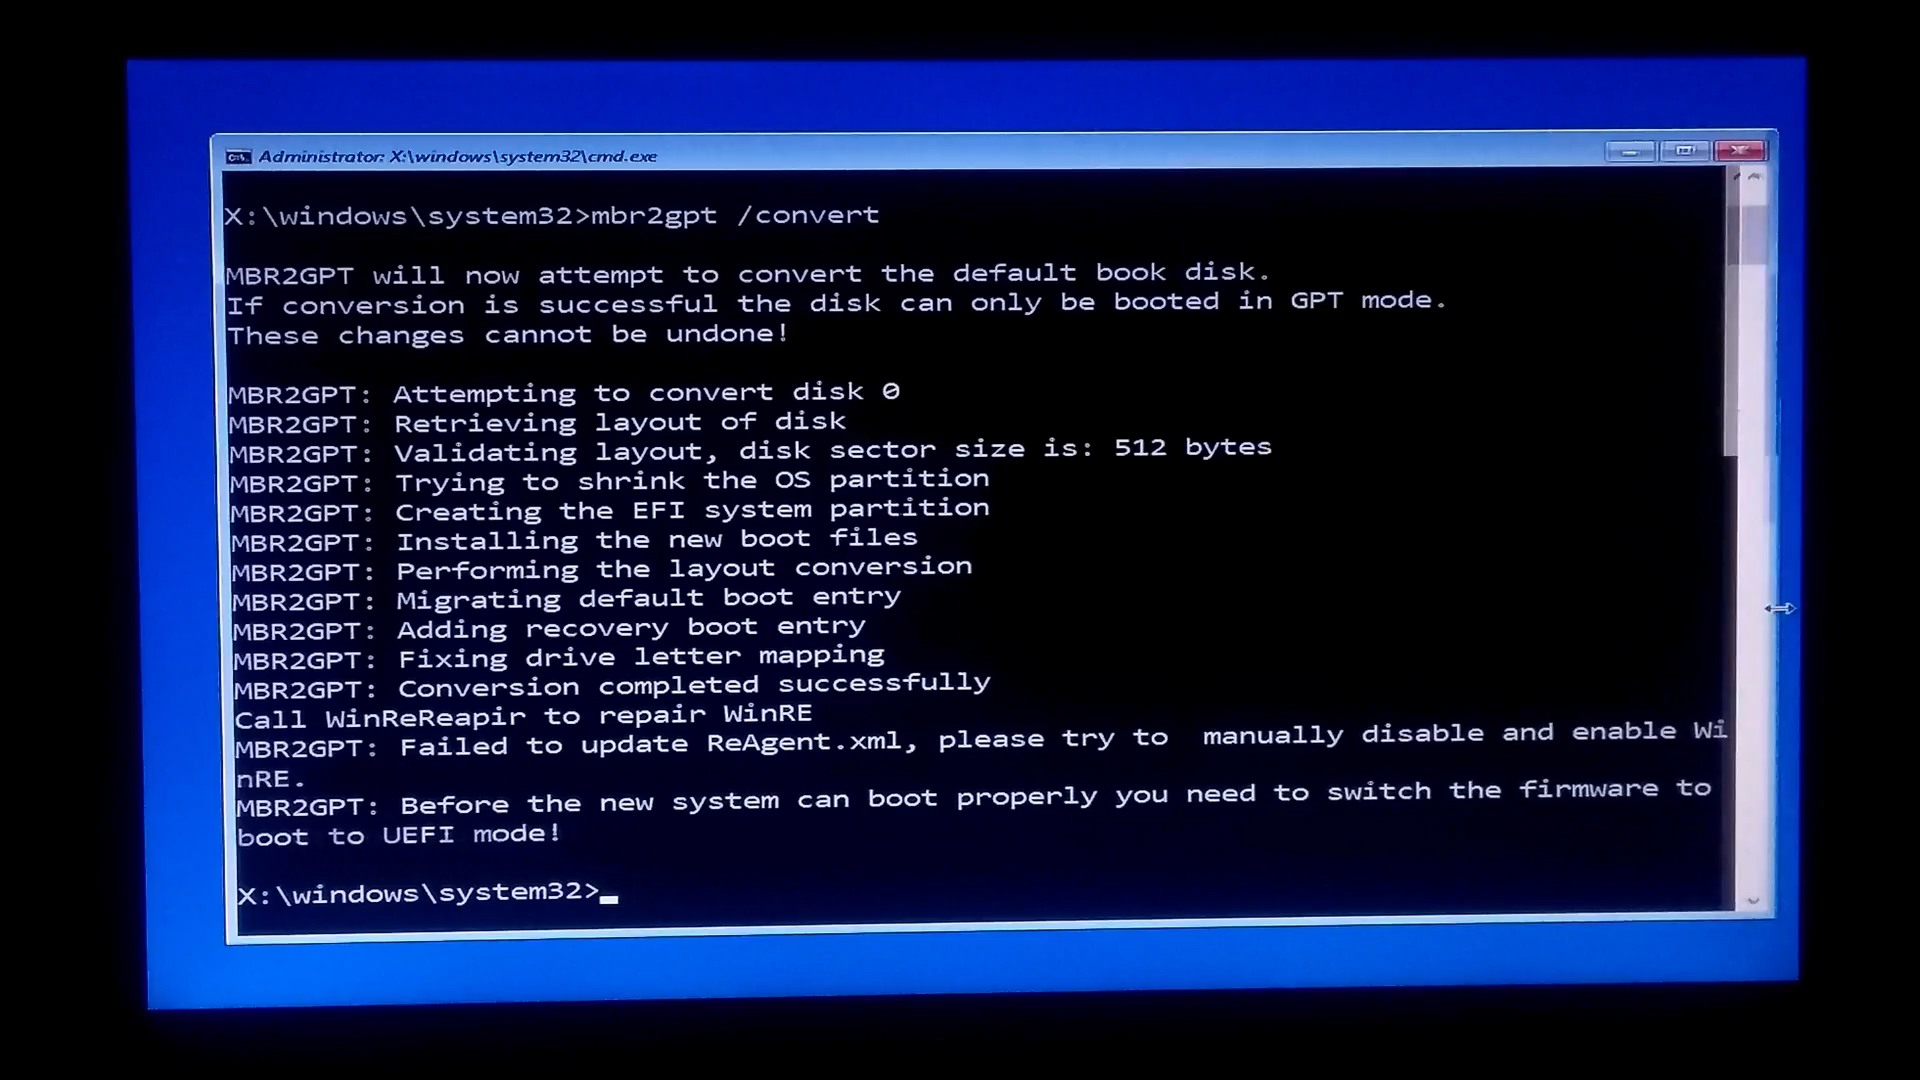 Administrator: X:\windows\system32\cmd.exe
X:\windows\system32>mbr2gpt /convert
MBR2GPT will now attempt to convert the default book disk.
If conversion is successful the disk can only be booted in GPT mode.
These changes cannot be undone!
MBR2GPT: Attempting to convert disk 0
MBR2GPT: Retrieving layout of disk
MBR2GPT: Validating layout, disk sector size is: 512 bytes
MBR2GPT: Trying to shrink the OS partition
MBR2GPT: Creating the EFI system partition
MBR2GPT: Installing the new boot files
MBR2GPT: Performing the layout conversion
MBR2GPT: Migrating default boot entry
MBR2GPT: Adding recovery boot entry
MBR2GPT: Fixing drive letter mapping
MBR2GPT: Conversion completed successfully
Call WinReReapir to repair WinRE
MBR2GPT: Failed to update ReAgent.xml, please try to  manually disable and enable Wi
nRE.
MBR2GPT: Before the new system can boot properly you need to switch the firmware to
boot to UEFI mode!
X:\windows\system32>